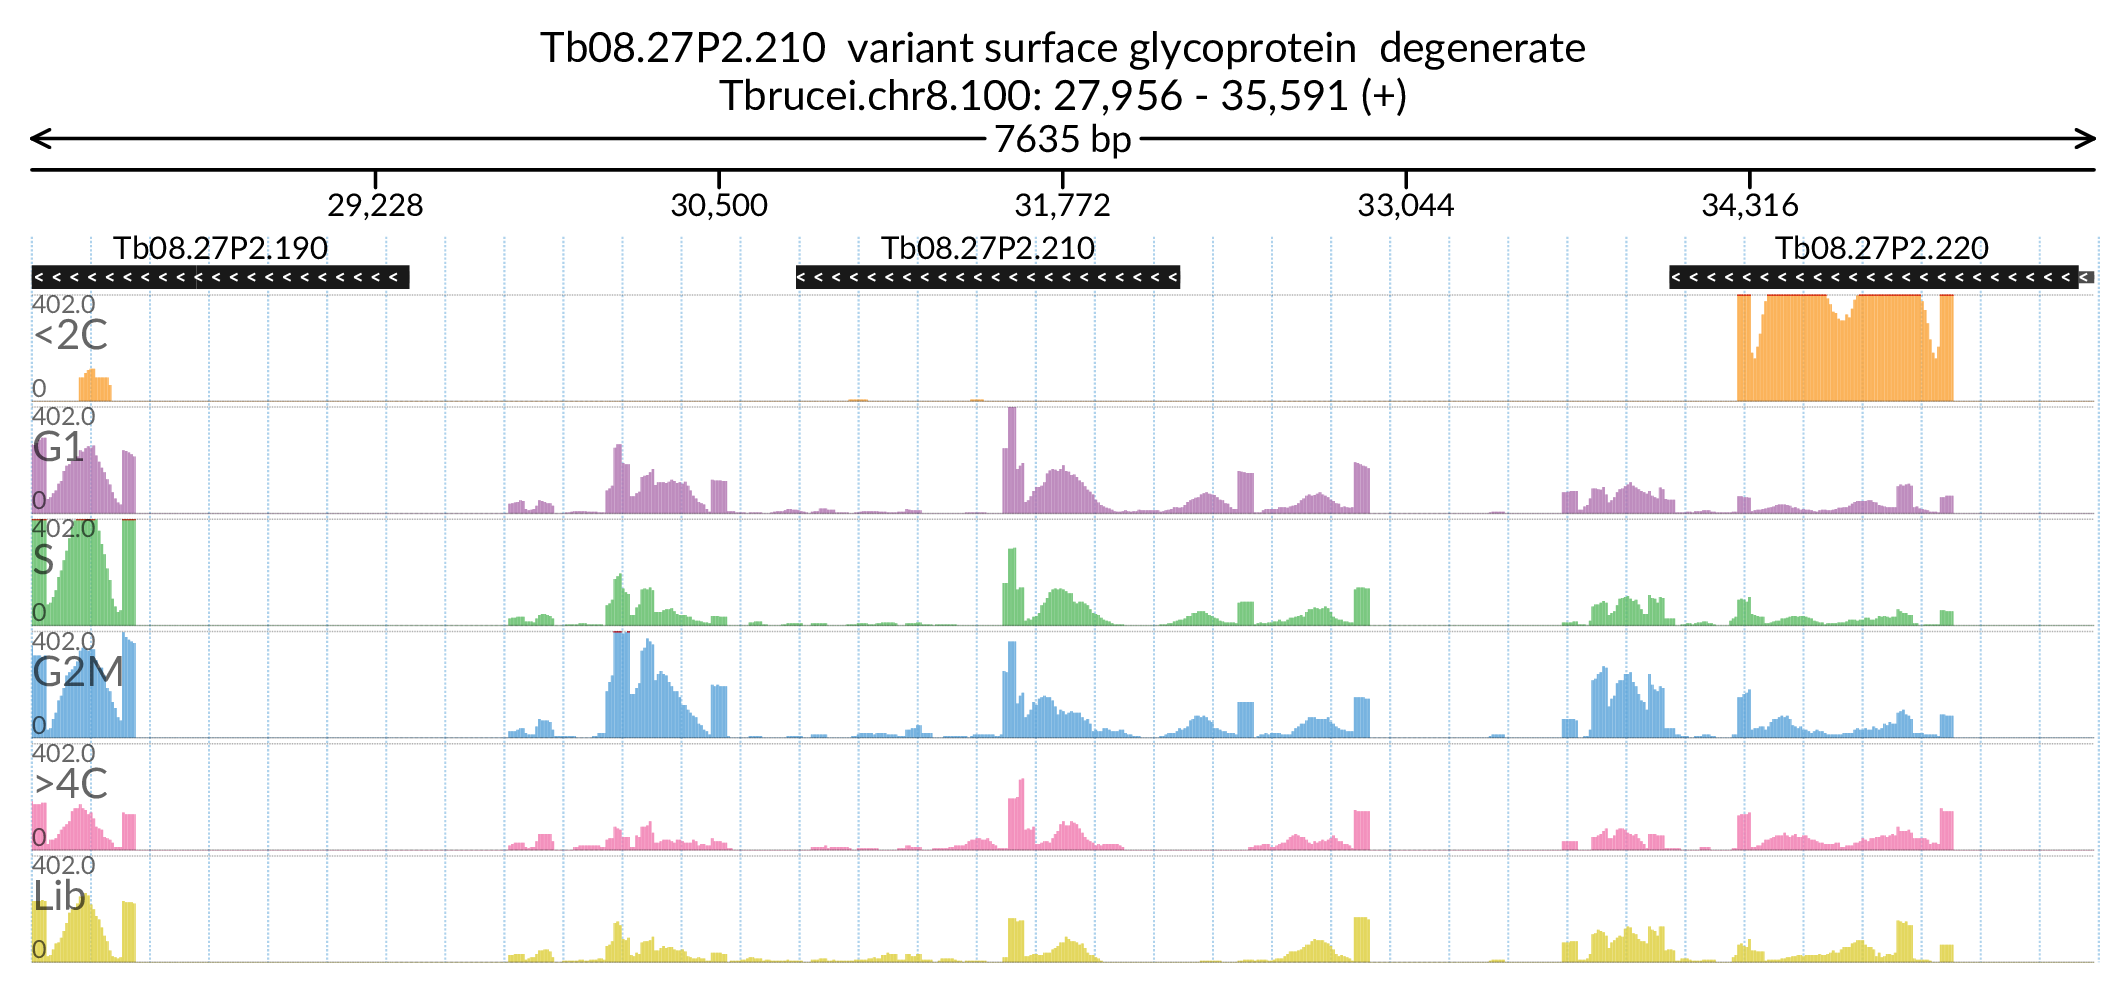 Tb08.27P2.210 variant surface glycoprotein degenerate
Tbrucei.chr8.100: 27,956 - 35,591 (+)
7635 bp
29,228 30,500 31,772 33,044 34,316
Tb08.27P2.190 Tb08.27P2.210 Tb08.27P2.220
402.0
<2C
0
402.0
G1
0
402.0
S
0
402.0
G2M
0
402.0
>4C
0
402.0
Lib
0